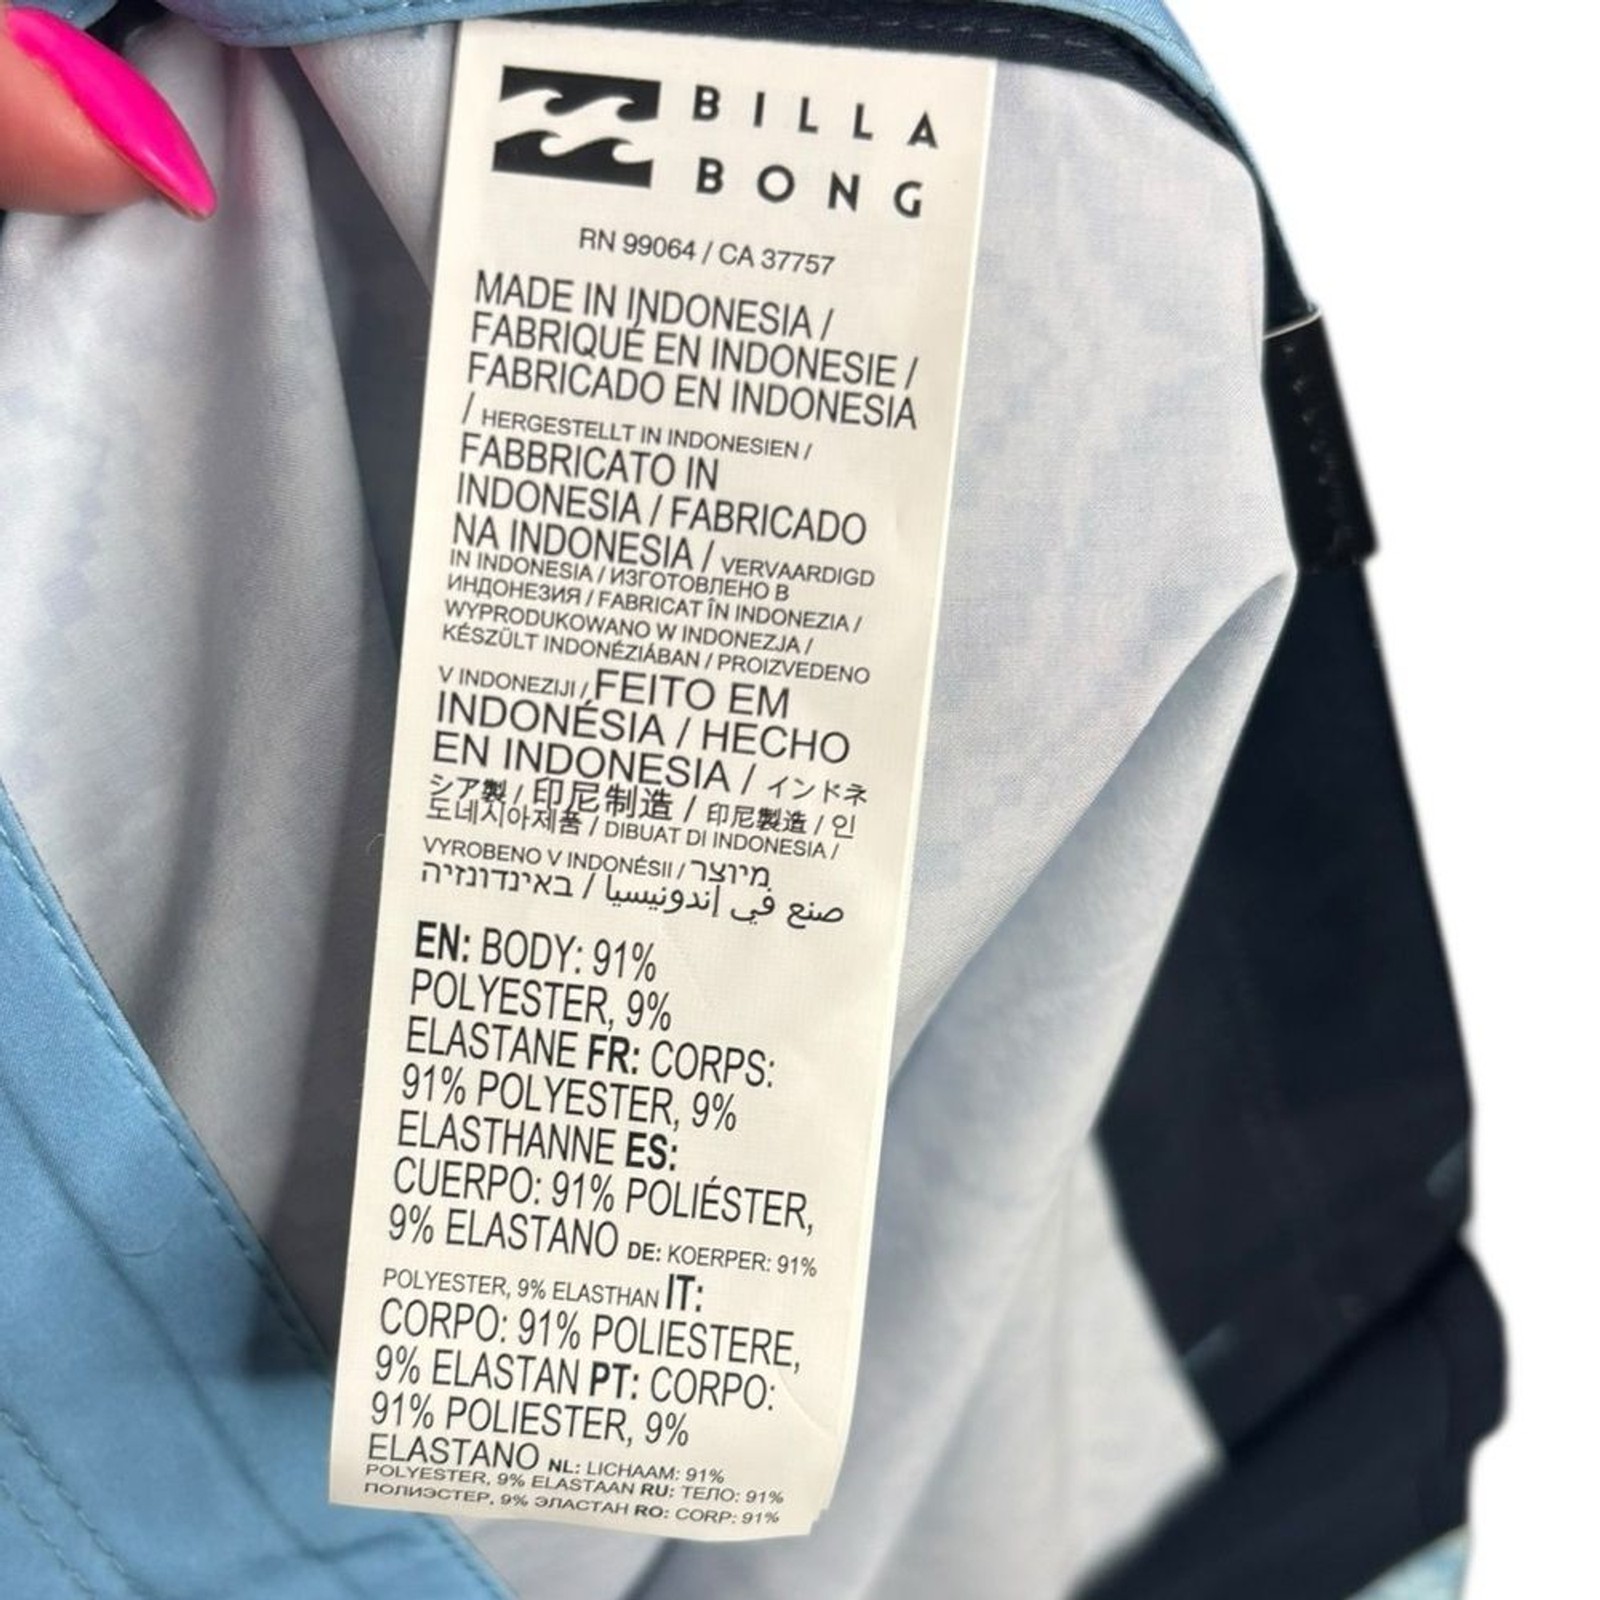 BILLA
BONG
RN 99064 / CA 37757
MADE IN INDONESIA /
FABRIQUÉ EN INDONESIE /
FABRICADO EN INDONESIA
/ HERGESTELLT IN INDONESIEN /
FABBRICATO IN
INDONESIA / FABRICADO
NA INDONESIA / VERVAARDIGD
IN INDONESIA / ИЗГОТОВЛЕНО В
ИНДОНЕЗИЯ / FABRICAT ÎN INDONEZIA /
WYPRODUKOWANO W INDONEZJA /
KÉSZÜLT INDONÉZIÁBAN / PROIZVEDENO
V INDONEZIJI / FEITO EM
INDONÉSIA / HECHO
EN INDONESIA / インドネ
シア製 / 印尼制造 / 印尼製造 / 인
도네시아제품 / DIBUAT DI INDONESIA /
VYROBENO V INDONÉSII / מיוצר
באינדונזיה / صنع في إندونيسيا
EN: BODY: 91%
POLYESTER, 9%
ELASTANE FR: CORPS:
91% POLYESTER, 9%
ELASTHANNE ES:
CUERPO: 91% POLIÉSTER,
9% ELASTANO DE: KOERPER: 91%
POLYESTER, 9% ELASTHAN IT:
CORPO: 91% POLIESTERE,
9% ELASTAN PT: CORPO:
91% POLIESTER, 9%
ELASTANO NL: LICHAAM: 91%
POLYESTER, 9% ELASTAAN RU: ТЕЛО: 91%
ПОЛИЭСТЕР, 9% ЭЛАСТАН RO: CORP: 91%